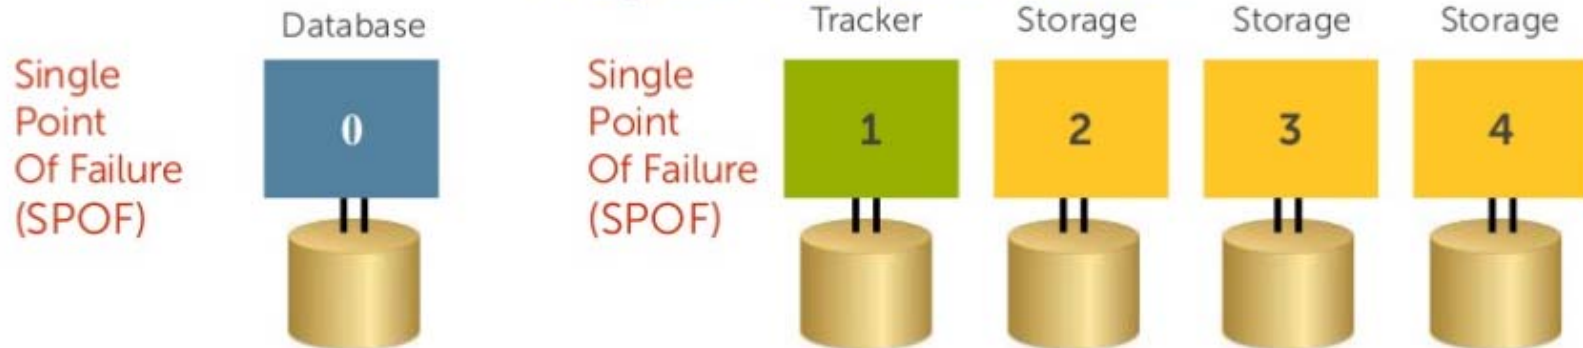 Database
Single
Point
Of Failure
(SPOF)
0
Single
Point
Of Failure
(SPOF)
Tracker
1
Storage
2
Storage
3
Storage
4